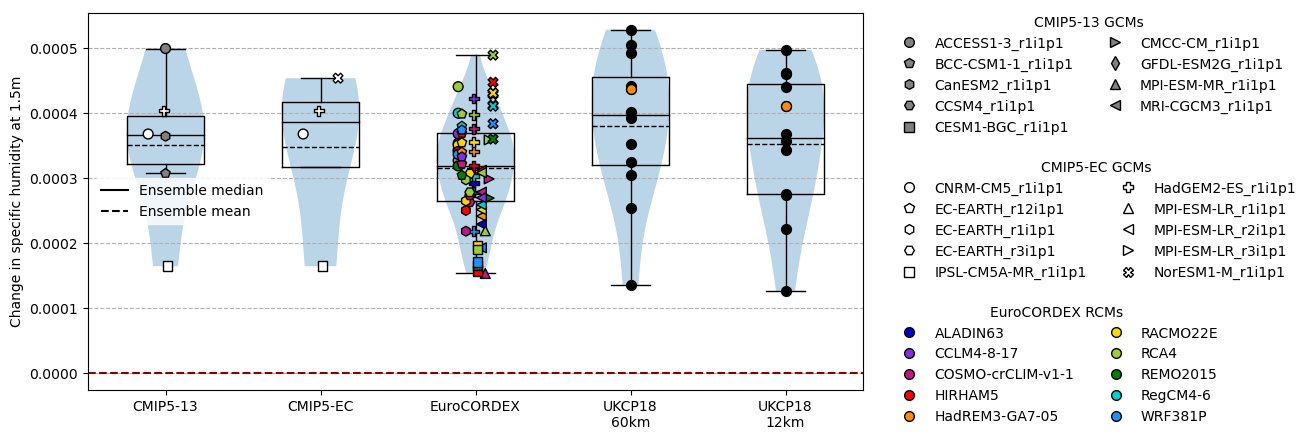 Change in specific humidity at 1.5m
0.0005
0.0004
0.0003
0.0002
0.0001
0.0000
Ensemble median
Ensemble mean
CMIP5-13
CMIP5-EC
EuroCORDEX
UKCP18
60km
UKCP18
12km
CMIP5-13 GCMs
ACCESS1-3_r1i1p1
BCC-CSM1-1_r1i1p1
CanESM2_r1i1p1
CCSM4_r1i1p1
CESM1-BGC_r1i1p1
CMCC-CM_r1i1p1
GFDL-ESM2G_r1i1p1
MPI-ESM-MR_r1i1p1
MRI-CGCM3_r1i1p1
CMIP5-EC GCMs
CNRM-CM5_r1i1p1
EC-EARTH_r12i1p1
EC-EARTH_r1i1p1
EC-EARTH_r3i1p1
IPSL-CM5A-MR_r1i1p1
HadGEM2-ES_r1i1p1
MPI-ESM-LR_r1i1p1
MPI-ESM-LR_r2i1p1
MPI-ESM-LR_r3i1p1
NorESM1-M_r1i1p1
EuroCORDEX RCMs
ALADIN63
CCLM4-8-17
COSMO-crCLIM-v1-1
HIRHAM5
HadREM3-GA7-05
RACMO22E
RCA4
REMO2015
RegCM4-6
WRF381P